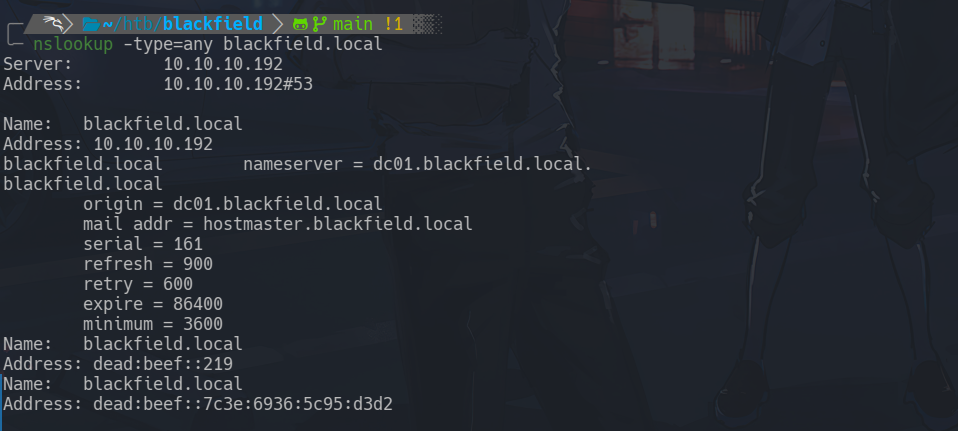 ~/htb/blackfield main !1
nslookup -type=any blackfield.local
Server: 10.10.10.192
Address: 10.10.10.192#53
Name: blackfield.local
Address: 10.10.10.192
blackfield.local nameserver = dc01.blackfield.local.
blackfield.local
origin = dc01.blackfield.local
mail addr = hostmaster.blackfield.local
serial = 161
refresh = 900
retry = 600
expire = 86400
minimum = 3600
Name: blackfield.local
Address: dead:beef::219
Name: blackfield.local
Address: dead:beef::7c3e:6936:5c95:d3d2